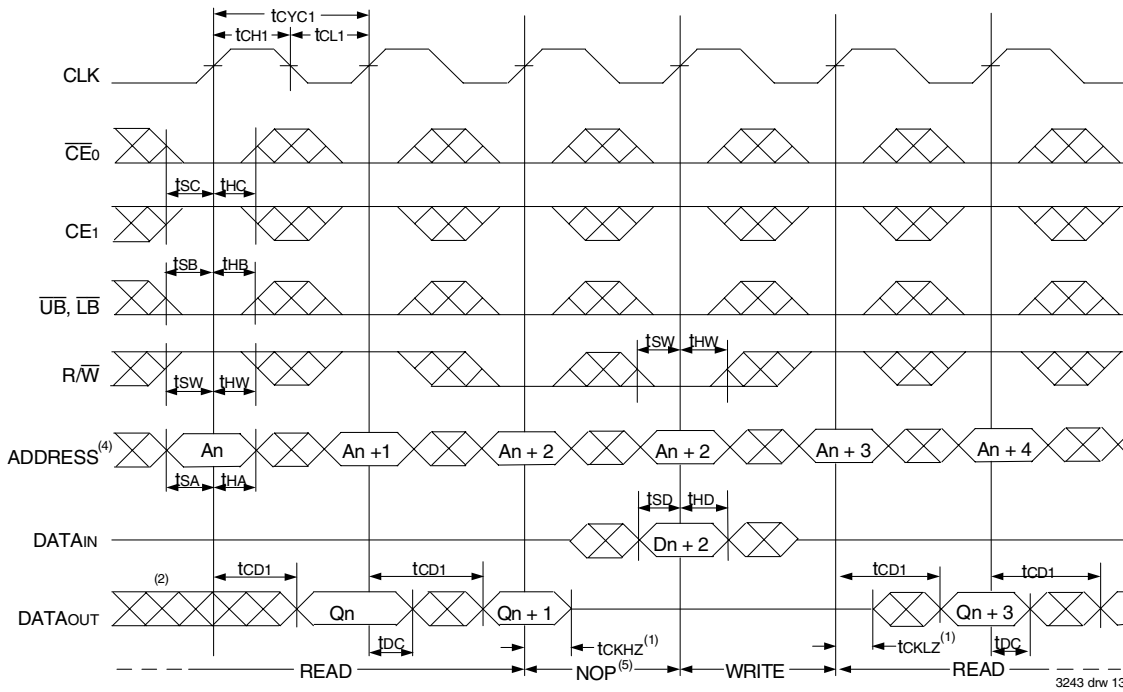 tCYC1
tCH1 tCL1
CLK
CE0
tSC tHC
CE1
tSB tHB
UB, LB
tSW tHW
R/W
tSW tHW
ADDRESS(4) An An +1 An + 2 An + 2 An + 3 An + 4
tSA tHA
tSD tHD
DATAIN Dn + 2
(2) tCD1 tCD1 tCD1 tCD1
DATAOUT Qn Qn + 1 Qn + 3
tDC tCKHZ(1) tCKLZ(1) tDC
READ NOP(5) WRITE READ
3243 drw 13